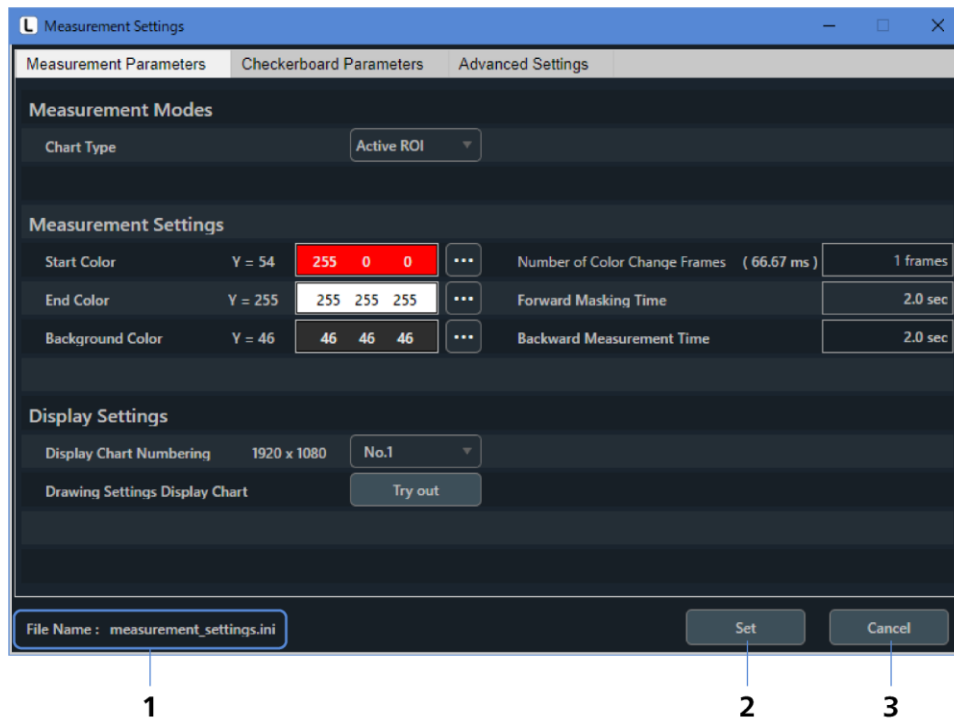 L Measurement Settings
Measurement Parameters Checkerboard Parameters Advanced Settings
Measurement Modes
Chart Type Active ROI
Measurement Settings
Start Color Y = 54 255 0 0 ... Number of Color Change Frames ( 66.67 ms ) 1 frames
End Color Y = 255 255 255 255 ... Forward Masking Time 2.0 sec
Background Color Y = 46 46 46 46 ... Backward Measurement Time 2.0 sec
Display Settings
Display Chart Numbering 1920 x 1080 No.1
Drawing Settings Display Chart Try out
File Name : measurement_settings.ini Set Cancel
1 2 3